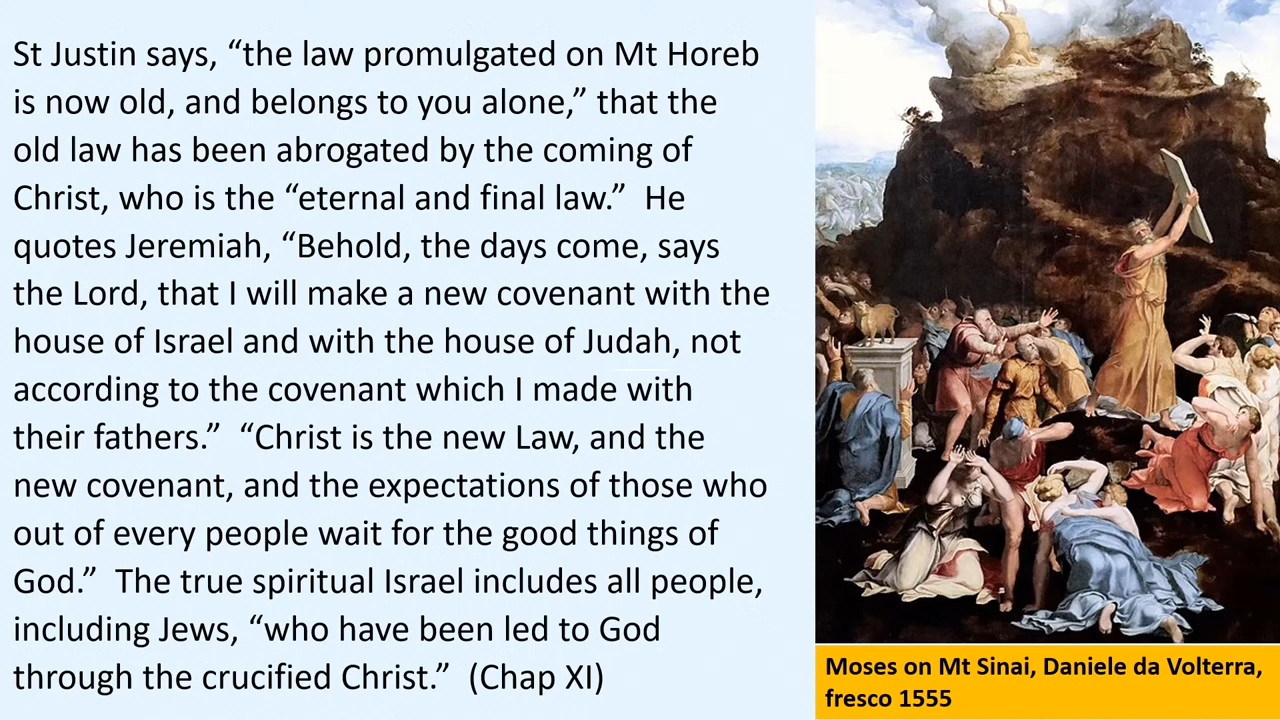 St Justin says, “the law promulgated on Mt Horeb
is now old, and belongs to you alone,” that the
old law has been abrogated by the coming of
Christ, who is the “eternal and final law.”  He
quotes Jeremiah, “Behold, the days come, says
the Lord, that I will make a new covenant with the
house of Israel and with the house of Judah, not
according to the covenant which I made with
their fathers.”  “Christ is the new Law, and the
new covenant, and the expectations of those who
out of every people wait for the good things of
God.”  The true spiritual Israel includes all people,
including Jews, “who have been led to God
through the crucified Christ.”  (Chap XI)
Moses on Mt Sinai, Daniele da Volterra,
fresco 1555